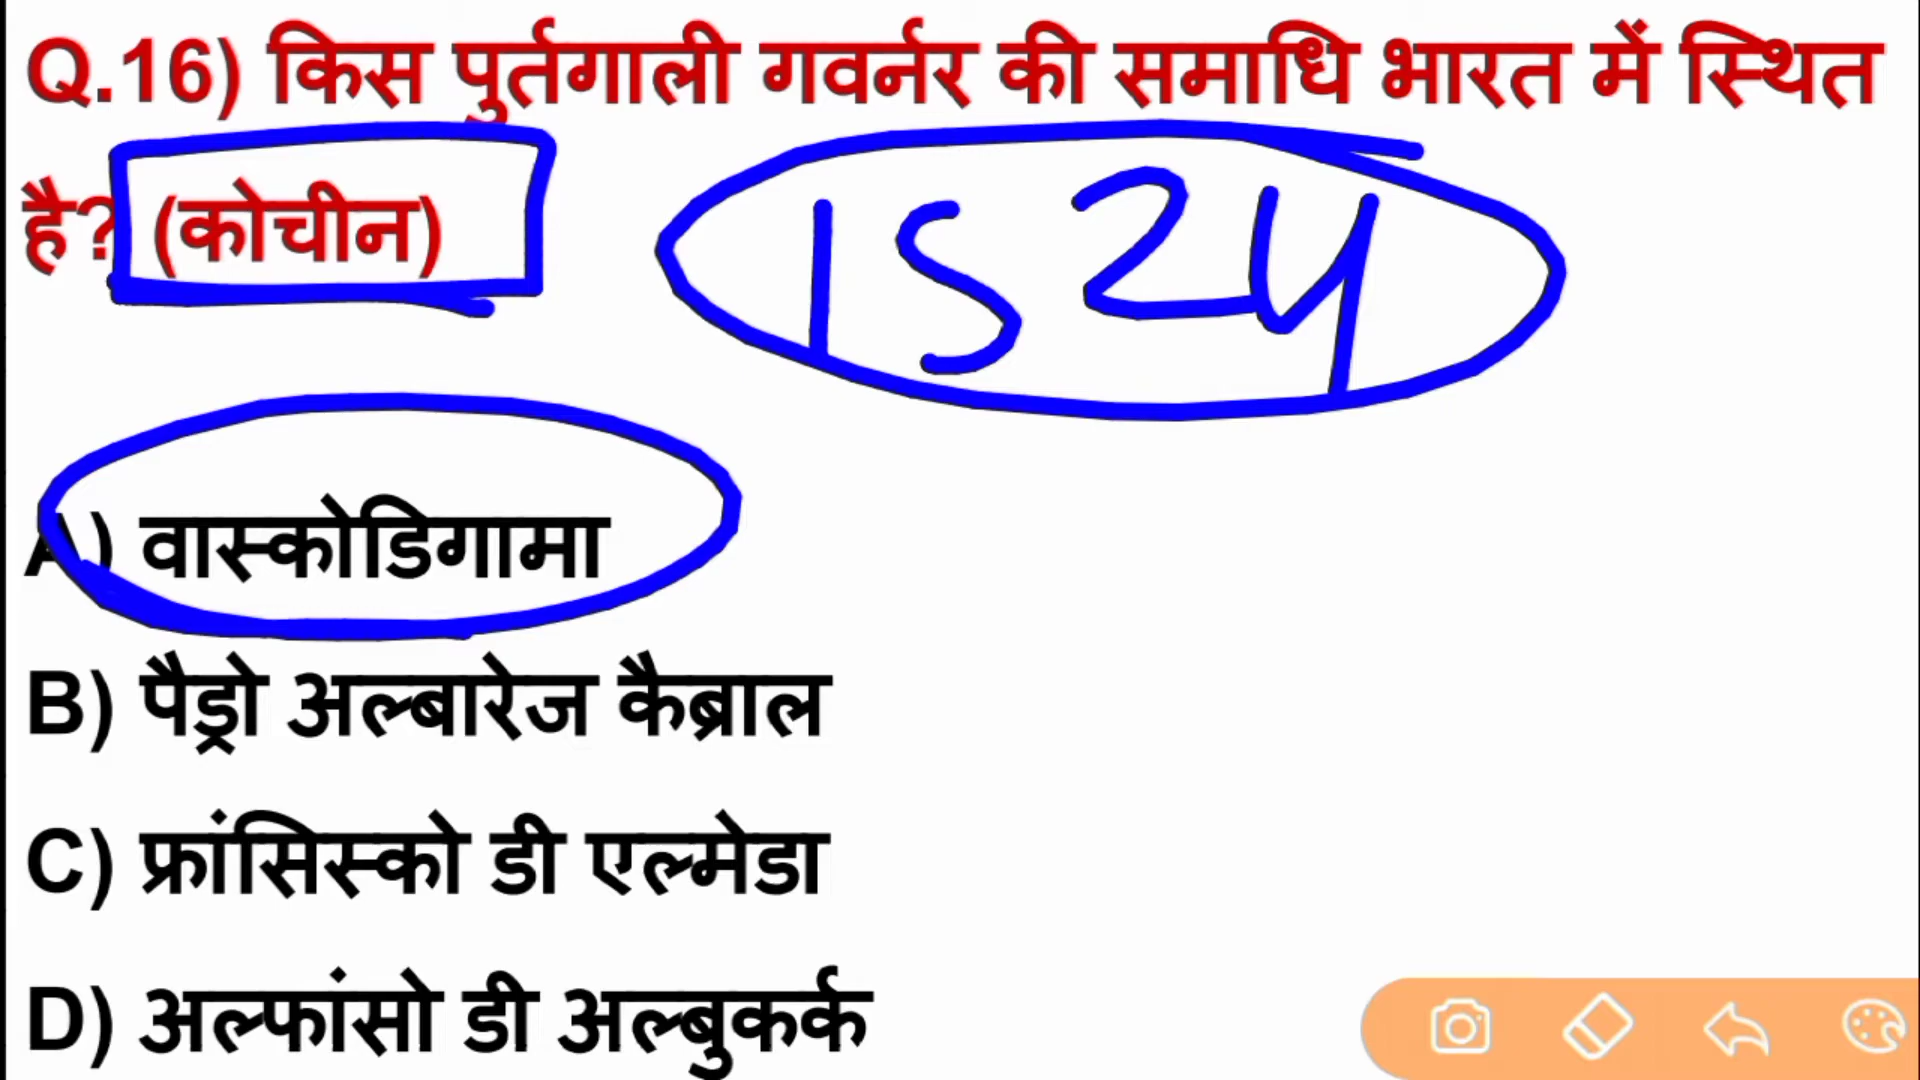 Q.16) किस पुर्तगाली गवर्नर की समाधि भारत में स्थित
है? (कोचीन)
1524
A) वास्कोडिगामा
B) पैड्रो अल्बारेज कैब्राल
C) फ्रांसिस्को डी एल्मेडा
D) अल्फांसो डी अल्बुकर्क